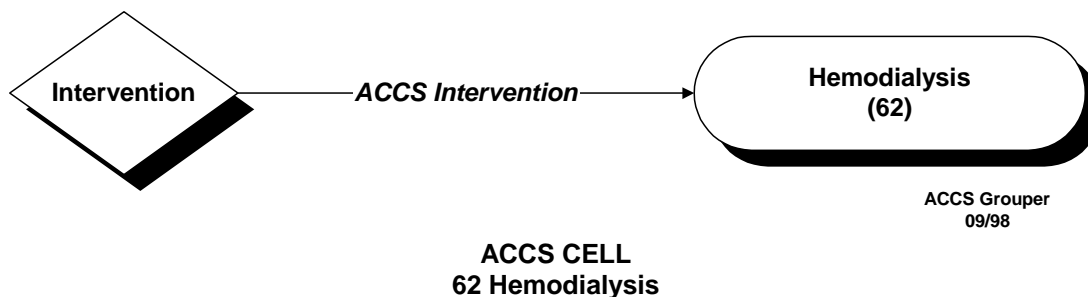 Intervention
ACCS Intervention
Hemodialysis
(62)
ACCS Grouper
09/98
ACCS CELL
62 Hemodialysis